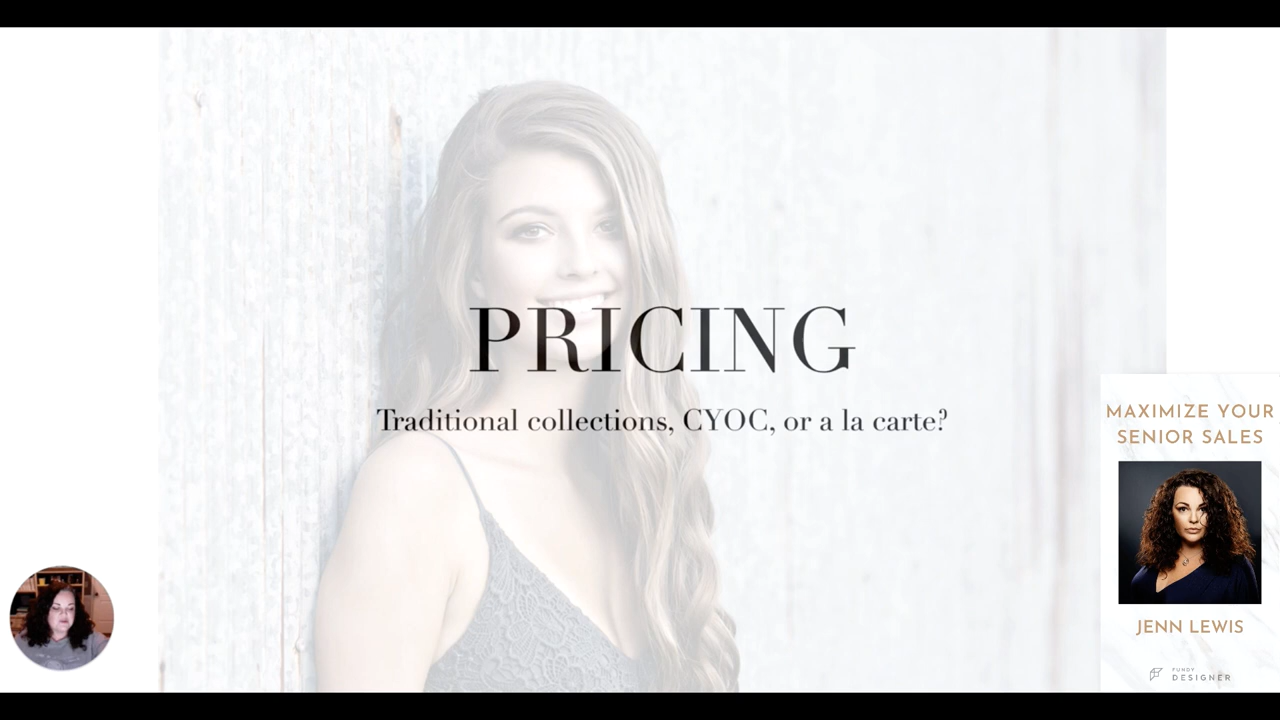 PRICING
Traditional collections, CYOC, or a la carte?
MAXIMIZE YOUR
SENIOR SALES
JENN LEWIS
FUNDY
DESIGNER